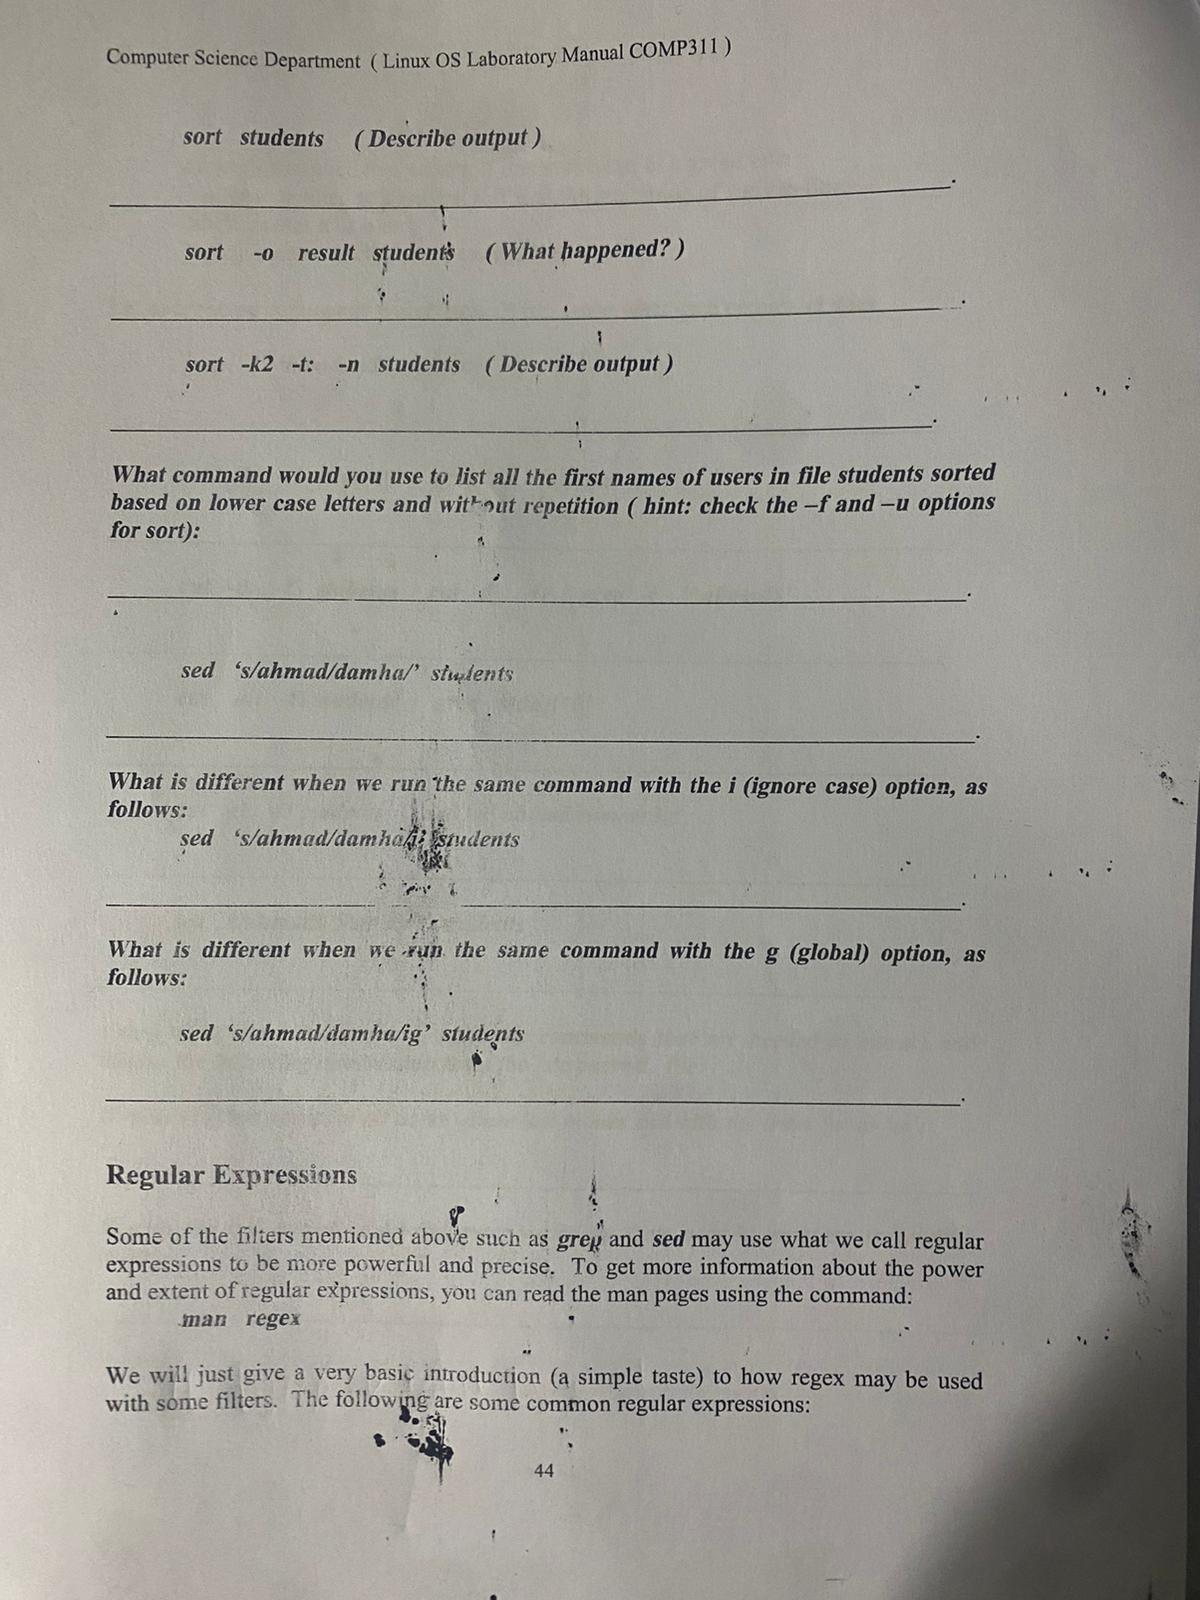 Computer Science Department ( Linux OS Laboratory Manual COMP311 )
sort students ( Describe output )
sort -o result students ( What happened? )
sort -k2 -t: -n students ( Describe output )
What command would you use to list all the first names of users in file students sorted
based on lower case letters and without repetition ( hint: check the –f and –u options
for sort):
sed ‘s/ahmad/damha/’ students
What is different when we run the same command with the i (ignore case) option, as
follows:
sed ‘s/ahmad/damha/i’ students
What is different when we run the same command with the g (global) option, as
follows:
sed ‘s/ahmad/damha/ig’ students
Regular Expressions
Some of the filters mentioned above such as grep and sed may use what we call regular
expressions to be more powerful and precise. To get more information about the power
and extent of regular expressions, you can read the man pages using the command:
man regex
We will just give a very basic introduction (a simple taste) to how regex may be used
with some filters. The following are some common regular expressions:
44